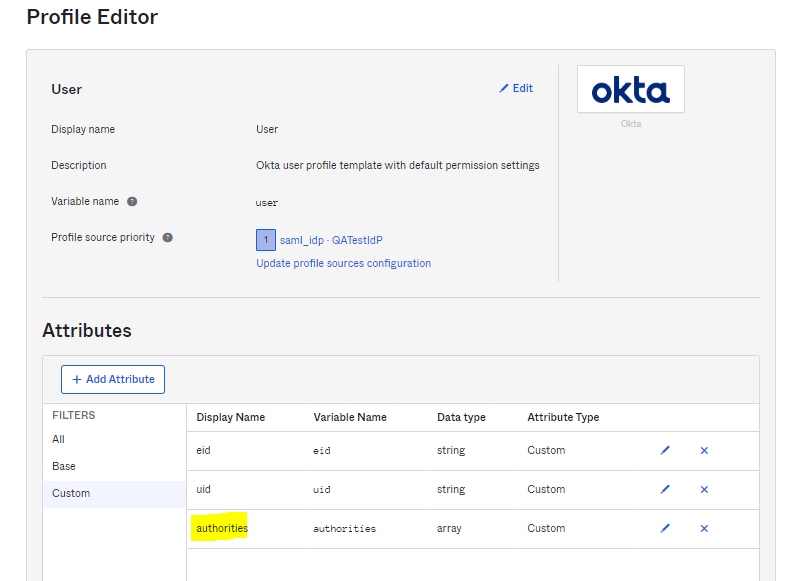 Profile Editor
User
Edit
okta
Okta
Display name User
Description Okta user profile template with default permission settings
Variable name ? user
Profile source priority ? 1 saml_idp · QATestIdP
Update profile sources configuration
Attributes
+ Add Attribute
FILTERS
All
Base
Custom
Display Name Variable Name Data type Attribute Type
eid eid string Custom
uid uid string Custom
authorities authorities array Custom